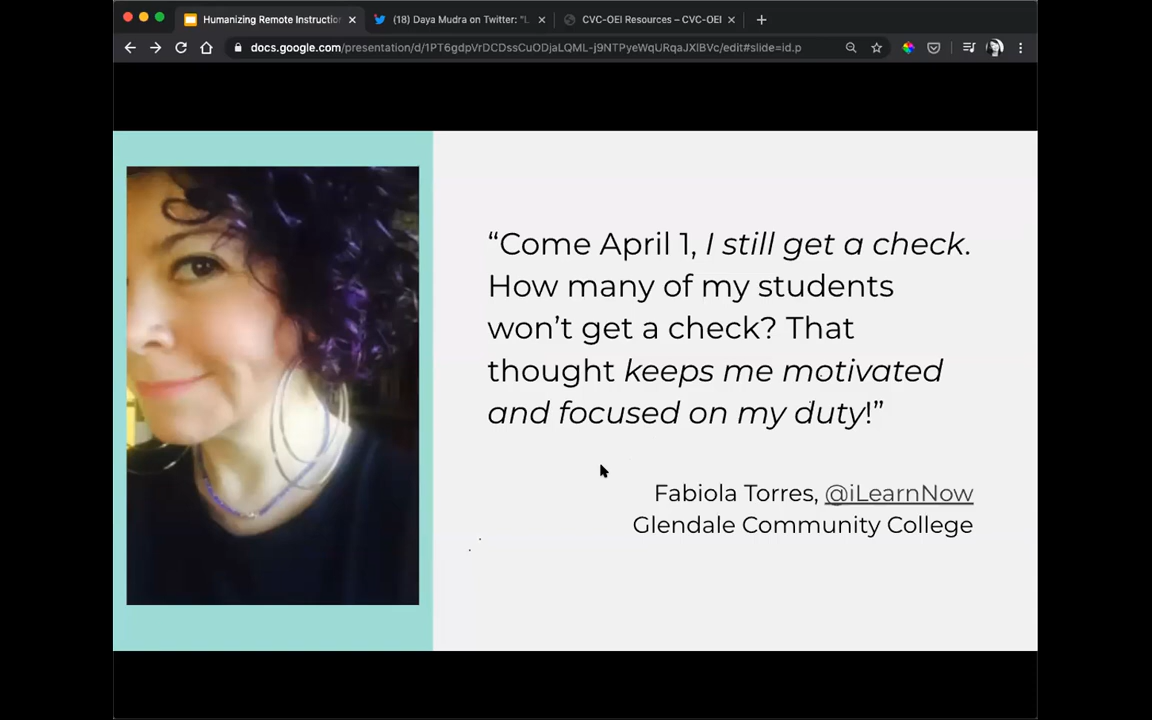 Humanizing Remote Instruction
(18) Daya Mudra on Twitter: "I
CVC-OEI Resources – CVC-OEI
docs.google.com/presentation/d/1PT6gdpVrDCDssCuODjaLQML-j9NTPyeWqURqaJXlBVc/edit#slide=id.p
“Come April 1, I still get a check.
How many of my students
won’t get a check? That
thought keeps me motivated
and focused on my duty!”
Fabiola Torres, @iLearnNow
Glendale Community College